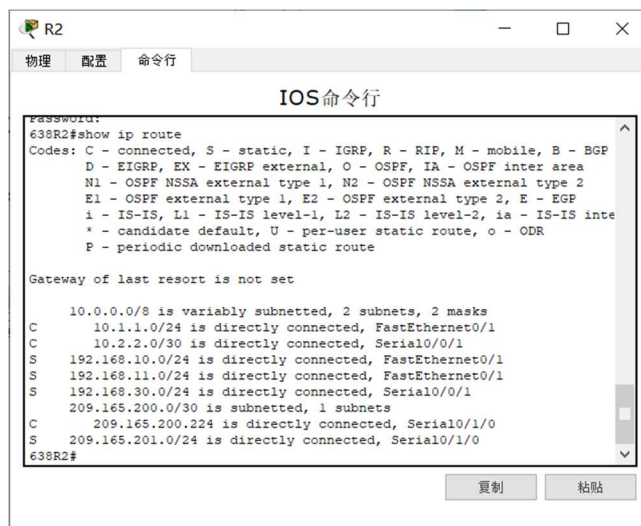 R2
物理 配置 命令行
IOS命令行
Password:
638R2#show ip route
Codes: C - connected, S - static, I - IGRP, R - RIP, M - mobile, B - BGP
D - EIGRP, EX - EIGRP external, O - OSPF, IA - OSPF inter area
N1 - OSPF NSSA external type 1, N2 - OSPF NSSA external type 2
E1 - OSPF external type 1, E2 - OSPF external type 2, E - EGP
i - IS-IS, L1 - IS-IS level-1, L2 - IS-IS level-2, ia - IS-IS inte
* - candidate default, U - per-user static route, o - ODR
P - periodic downloaded static route
Gateway of last resort is not set
10.0.0.0/8 is variably subnetted, 2 subnets, 2 masks
C 10.1.1.0/24 is directly connected, FastEthernet0/1
C 10.2.2.0/30 is directly connected, Serial0/0/1
S 192.168.10.0/24 is directly connected, FastEthernet0/1
S 192.168.11.0/24 is directly connected, FastEthernet0/1
S 192.168.30.0/24 is directly connected, Serial0/0/1
209.165.200.0/30 is subnetted, 1 subnets
C 209.165.200.224 is directly connected, Serial0/1/0
S 209.165.201.0/24 is directly connected, Serial0/1/0
638R2#
复制 粘贴